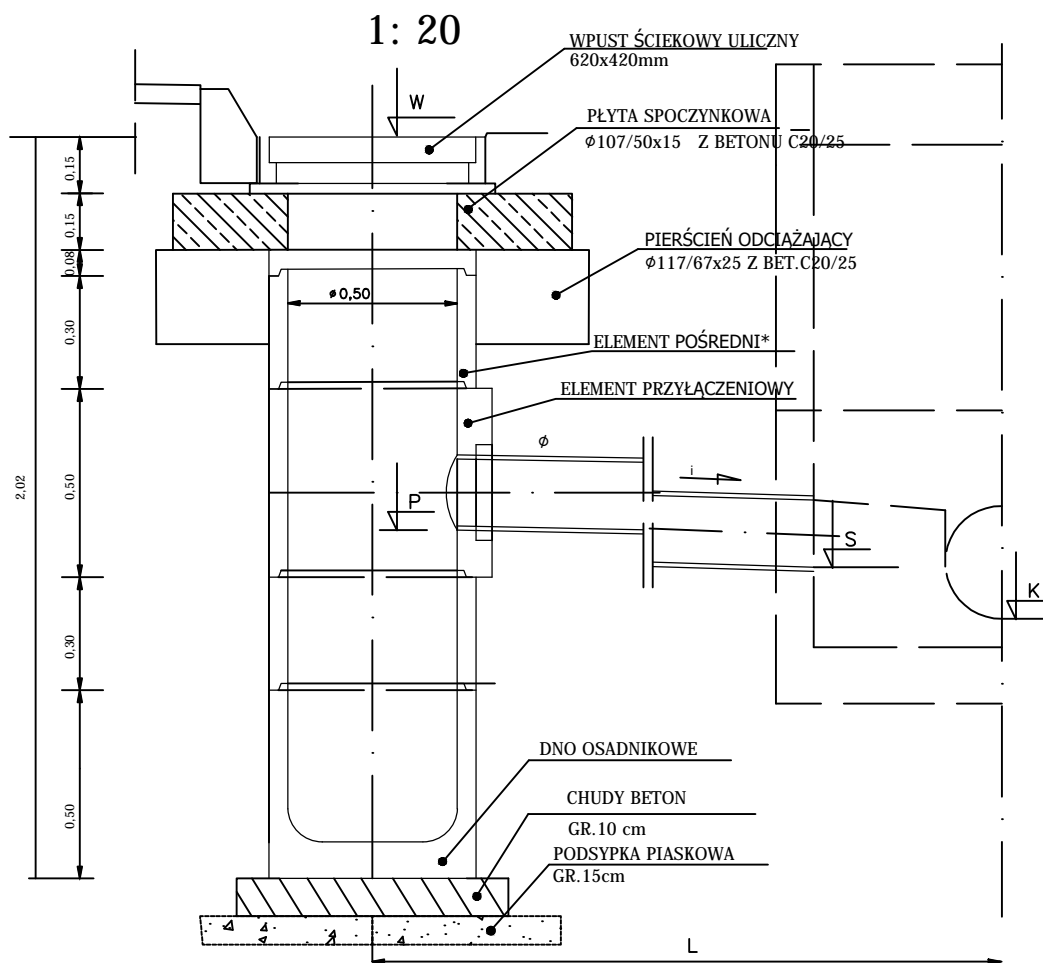 1: 20
WPUST ŚCIEKOWY ULICZNY
620x420mm
W
PŁYTA SPOCZYNKOWA
ϕ107/50x15 Z BETONU C20/25
0.15
0.15
PIERŚCIEŃ ODCIĄŻAJĄCY
ϕ117/67x25 Z BET.C20/25
0,08
ϕ0,50
0,30
ELEMENT POŚREDNI*
ELEMENT PRZYŁĄCZENIOWY
ϕ
i
2,02
0,50
P
S
K
0,30
DNO OSADNIKOWE
CHUDY BETON
GR.10 cm
0,50
PODSYPKA PIASKOWA
GR.15cm
L